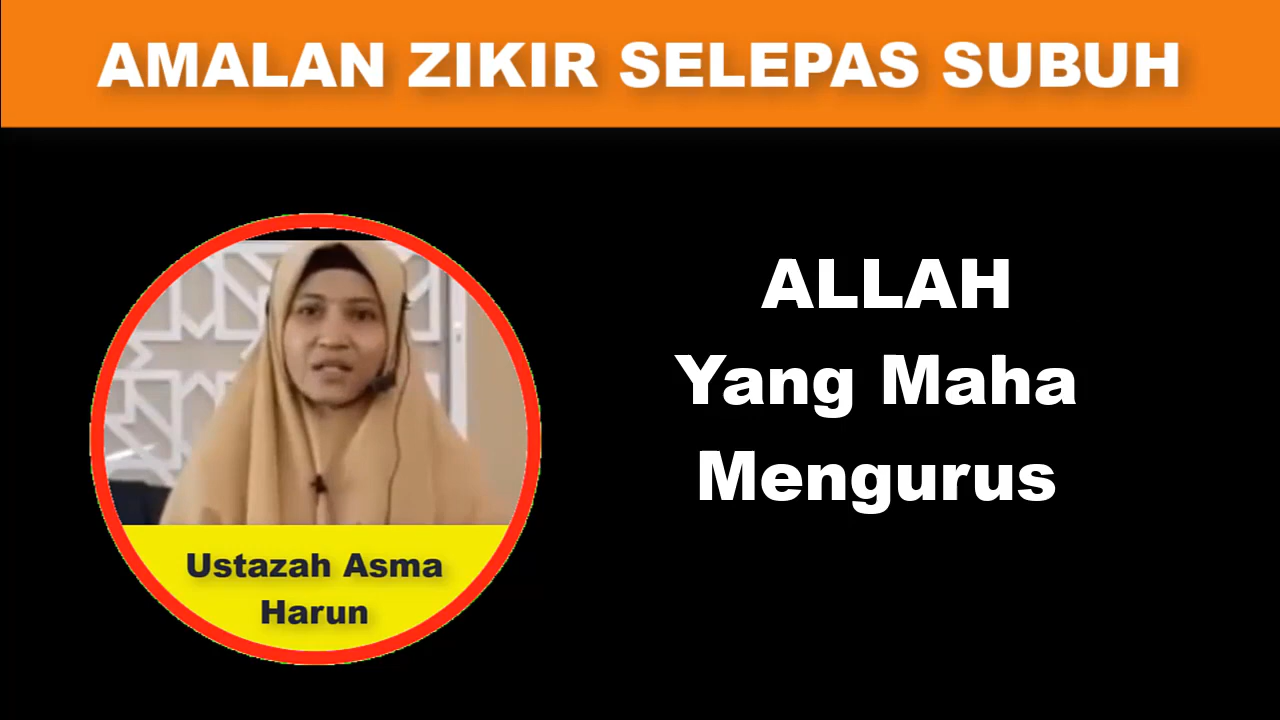 AMALAN ZIKIR SELEPAS SUBUH
ALLAH
Yang Maha
Mengurus
Ustazah Asma
Harun